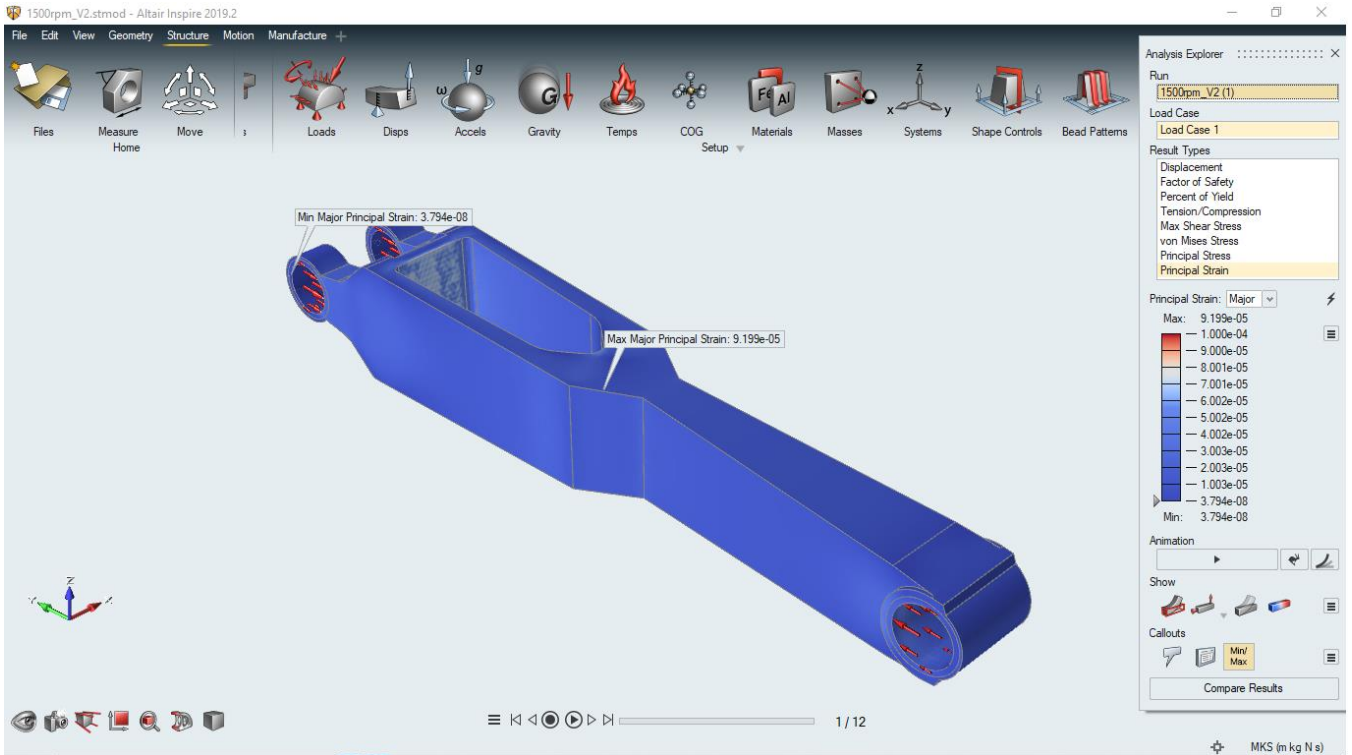 1500rpm_V2.stmod - Altair Inspire 2019.2
File Edit View Geometry Structure Motion Manufacture +
Files Measure Move s Loads Disps Accels Gravity Temps COG Materials Masses Systems Shape Controls Bead Patterns
Home Setup
g
ω
G
Fe Al
z
x y
Analysis Explorer
Run
1500rpm_V2 (1)
Load Case
Load Case 1
Result Types
Displacement
Factor of Safety
Percent of Yield
Tension/Compression
Max Shear Stress
von Mises Stress
Principal Stress
Principal Strain
Principal Strain: Major
Max: 9.199e-05
1.000e-04
9.000e-05
8.001e-05
7.001e-05
6.002e-05
5.002e-05
4.002e-05
3.003e-05
2.003e-05
1.003e-05
3.794e-08
Min: 3.794e-08
Animation
Show
Callouts
Min/
Max
Compare Results
Min Major Principal Strain: 3.794e-08
Max Major Principal Strain: 9.199e-05
Z
1 / 12
MKS (m kg N s)